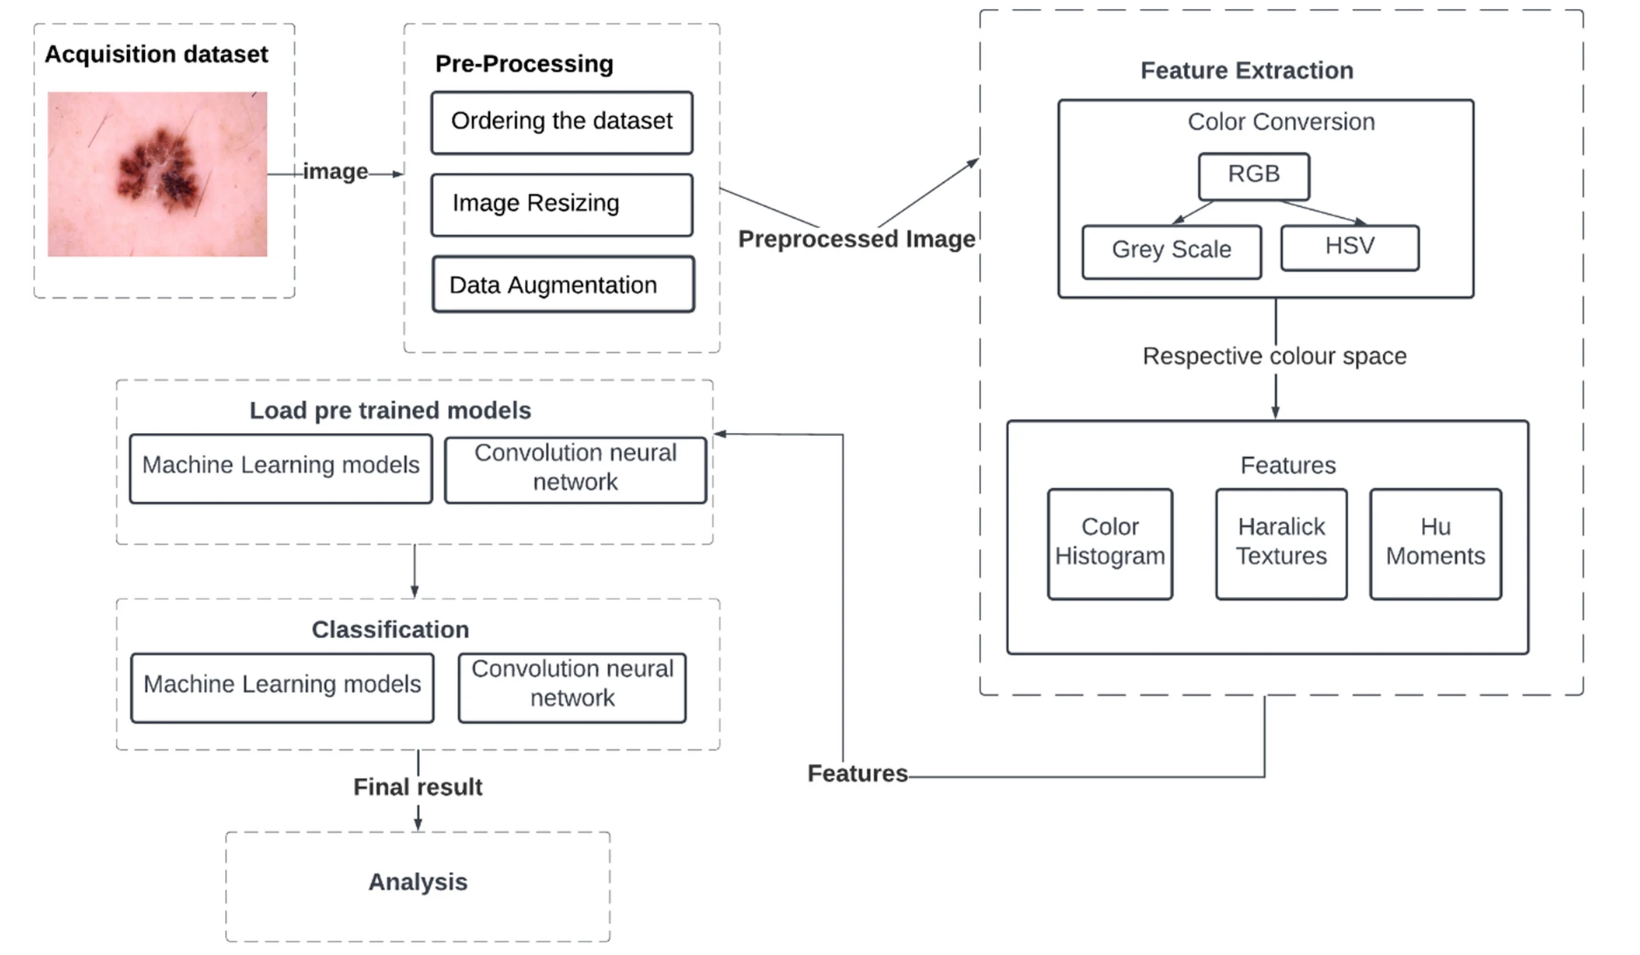 Acquisition dataset
image
Pre-Processing
Ordering the dataset
Image Resizing
Data Augmentation
Preprocessed Image
Feature Extraction
Color Conversion
RGB
Grey Scale
HSV
Respective colour space
Features
Color
Histogram
Haralick
Textures
Hu
Moments
Features
Load pre trained models
Machine Learning models
Convolution neural
network
Classification
Machine Learning models
Convolution neural
network
Final result
Analysis